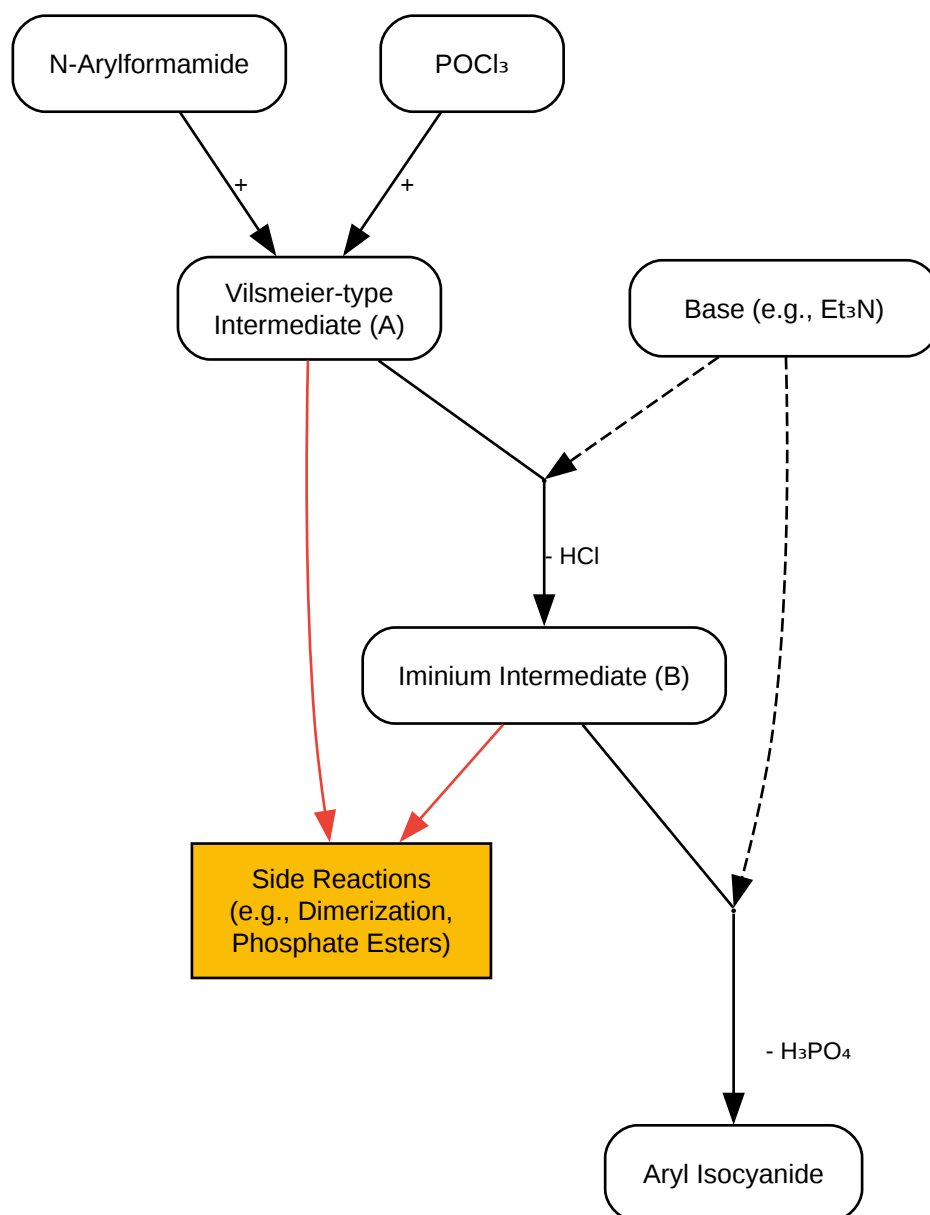 N-Arylformamide
POCl₃
+
+
Vilsmeier-type
Intermediate (A)
Base (e.g., Et₃N)
- HCl
Iminium Intermediate (B)
Side Reactions
(e.g., Dimerization,
Phosphate Esters)
- H₃PO₄
Aryl Isocyanide